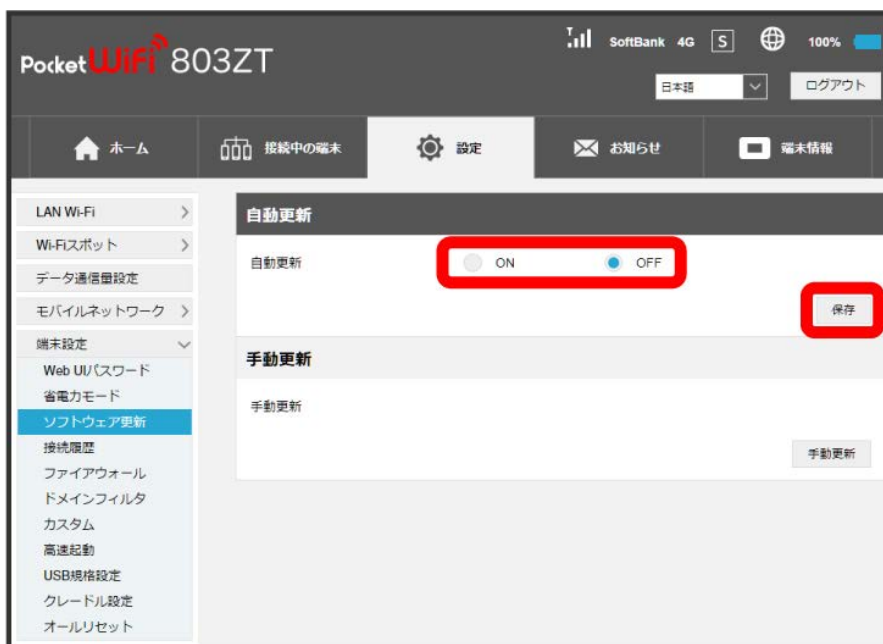 SoftBank 4G S 100%
Pocket WiFi 803ZT
日本語 ログアウト
ホーム 接続中の端末 設定 お知らせ 端末情報
LAN Wi-Fi
Wi-Fiスポット
データ通信量設定
モバイルネットワーク
端末設定
Web UIパスワード
省電力モード
ソフトウェア更新
接続履歴
ファイアウォール
ドメインフィルタ
カスタム
高速起動
USB規格設定
クレードル設定
オールリセット
自動更新
自動更新 ON OFF
保存
手動更新
手動更新
手動更新